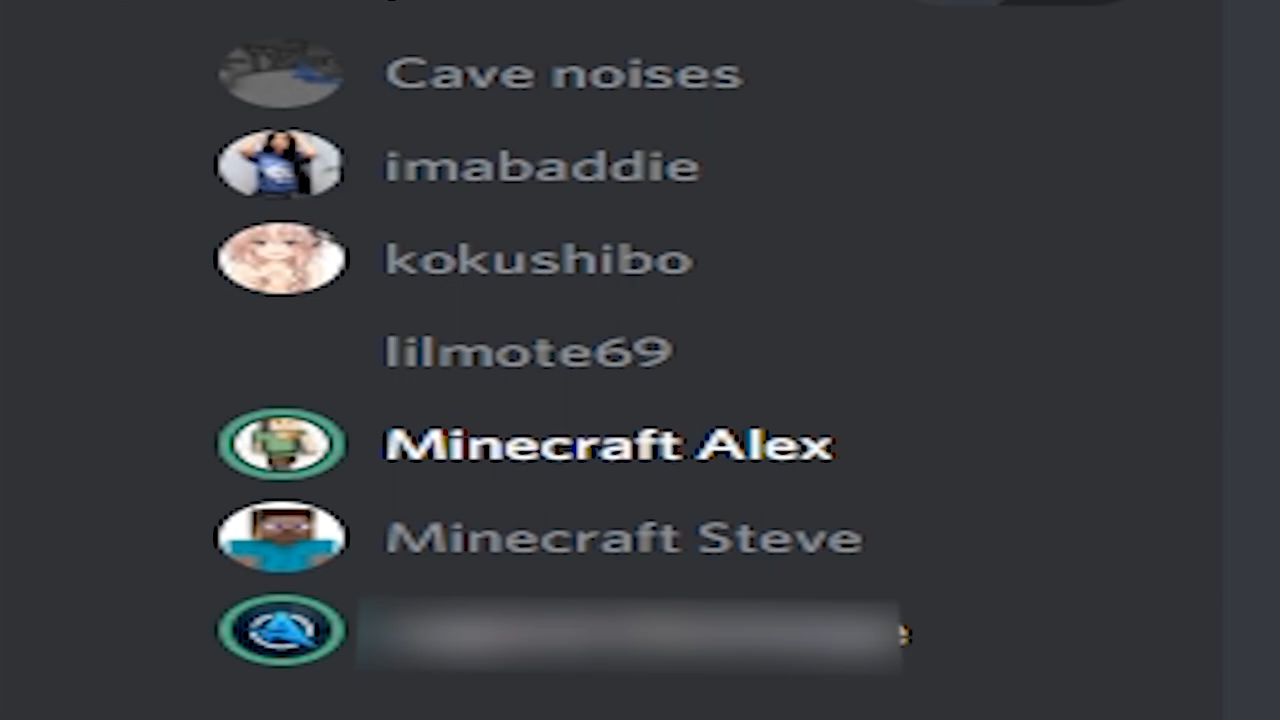 Cave noises
imabaddie
kokushibo
lilmote69
Minecraft Alex
Minecraft Steve